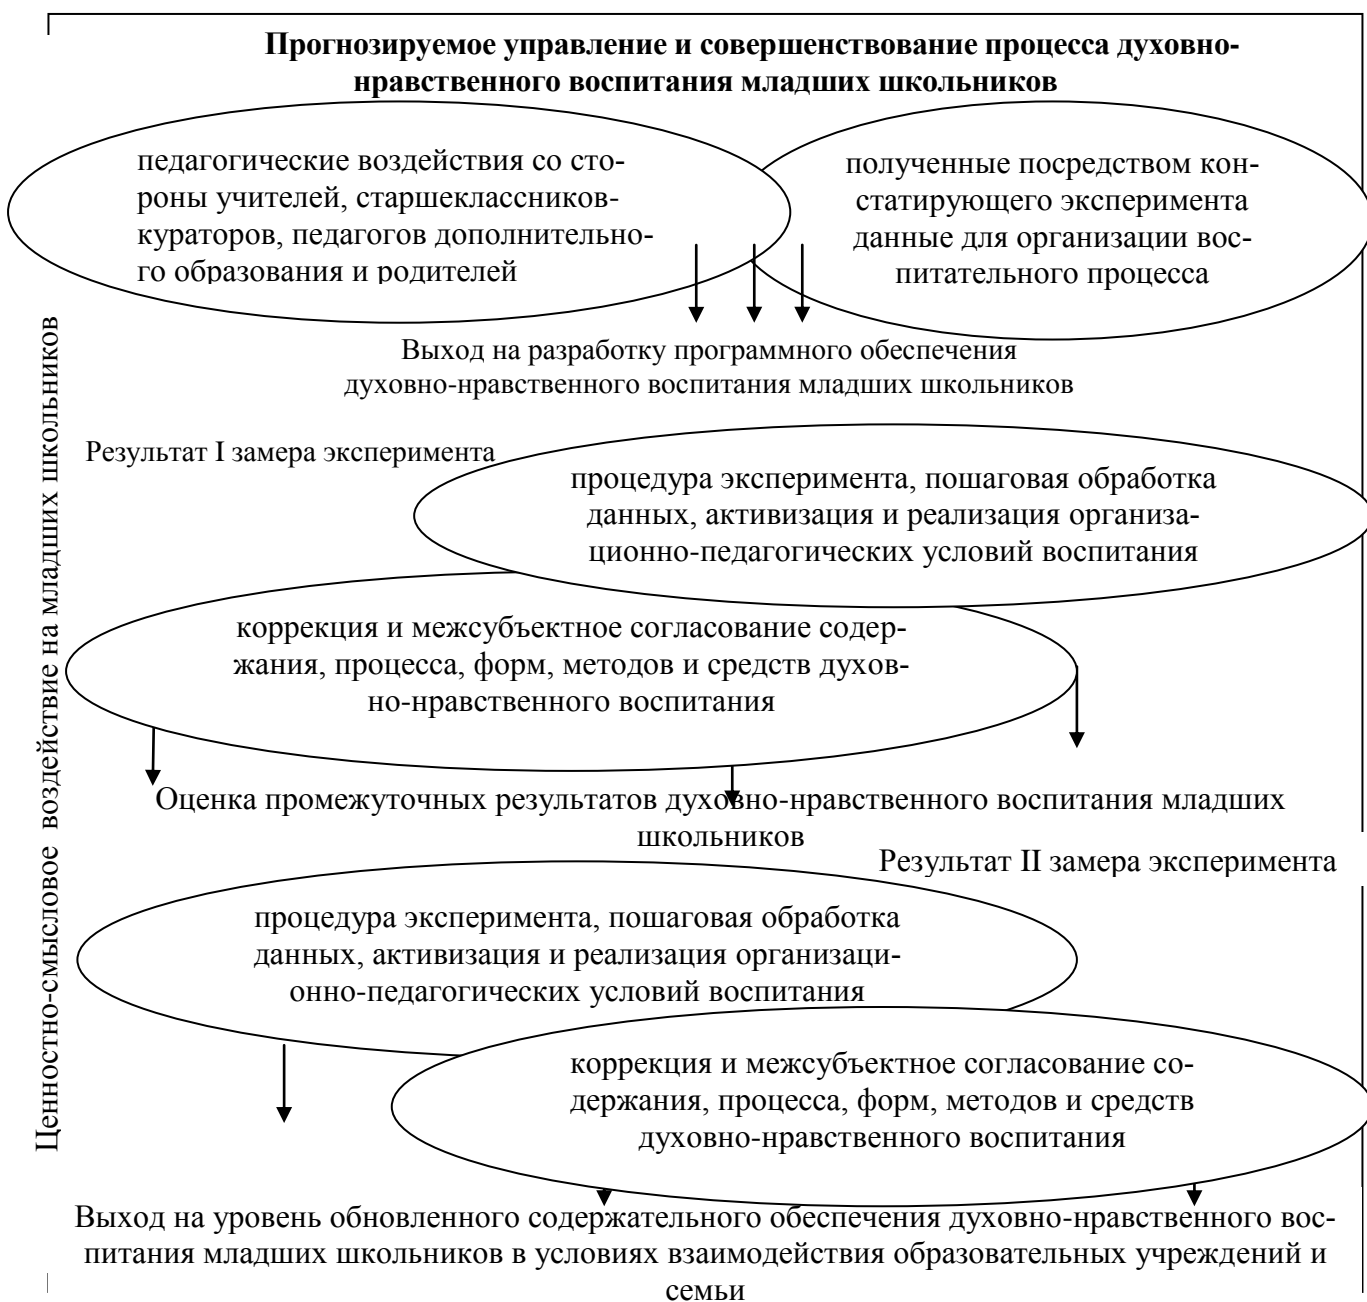 Прогнозируемое управление и совершенствование процесса духовно-
нравственного воспитания младших школьников
педагогические воздействия со сто-
роны учителей, старшеклассников-
кураторов, педагогов дополнительно-
го образования и родителей
полученные посредством кон-
статирующего эксперимента
данные для организации вос-
питательного процесса
Выход на разработку программного обеспечения
духовно-нравственного воспитания младших школьников
Ценностно-смысловое воздействие на младших школьников
Результат I замера эксперимента
процедура эксперимента, пошаговая обработка
данных, активизация и реализация организа-
ционно-педагогических условий воспитания
коррекция и межсубъектное согласование содер-
жания, процесса, форм, методов и средств духов-
но-нравственного воспитания
Оценка промежуточных результатов духовно-нравственного воспитания младших
школьников
Результат II замера эксперимента
процедура эксперимента, пошаговая обработка
данных, активизация и реализация организаци-
онно-педагогических условий воспитания
коррекция и межсубъектное согласование со-
держания, процесса, форм, методов и средств
духовно-нравственного воспитания
Выход на уровень обновленного содержательного обеспечения духовно-нравственного вос-
питания младших школьников в условиях взаимодействия образовательных учреждений и
семьи